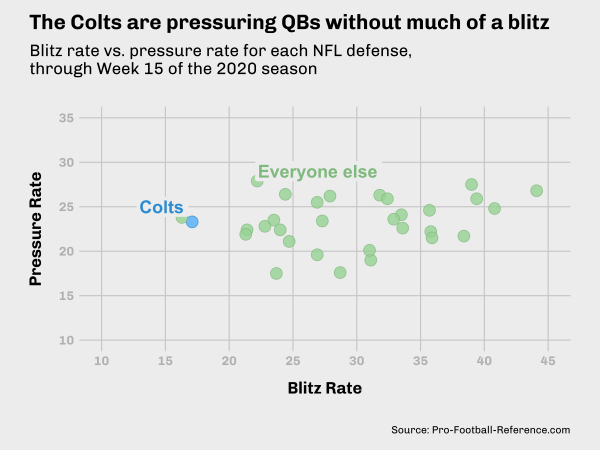 The Colts are pressuring QBs without much of a blitz
Blitz rate vs. pressure rate for each NFL defense,
through Week 15 of the 2020 season
35
30
Everyone else
25
Colts
20
15
10
Pressure Rate
10 15 20 25 30 35 40 45
Blitz Rate
Source: Pro-Football-Reference.com